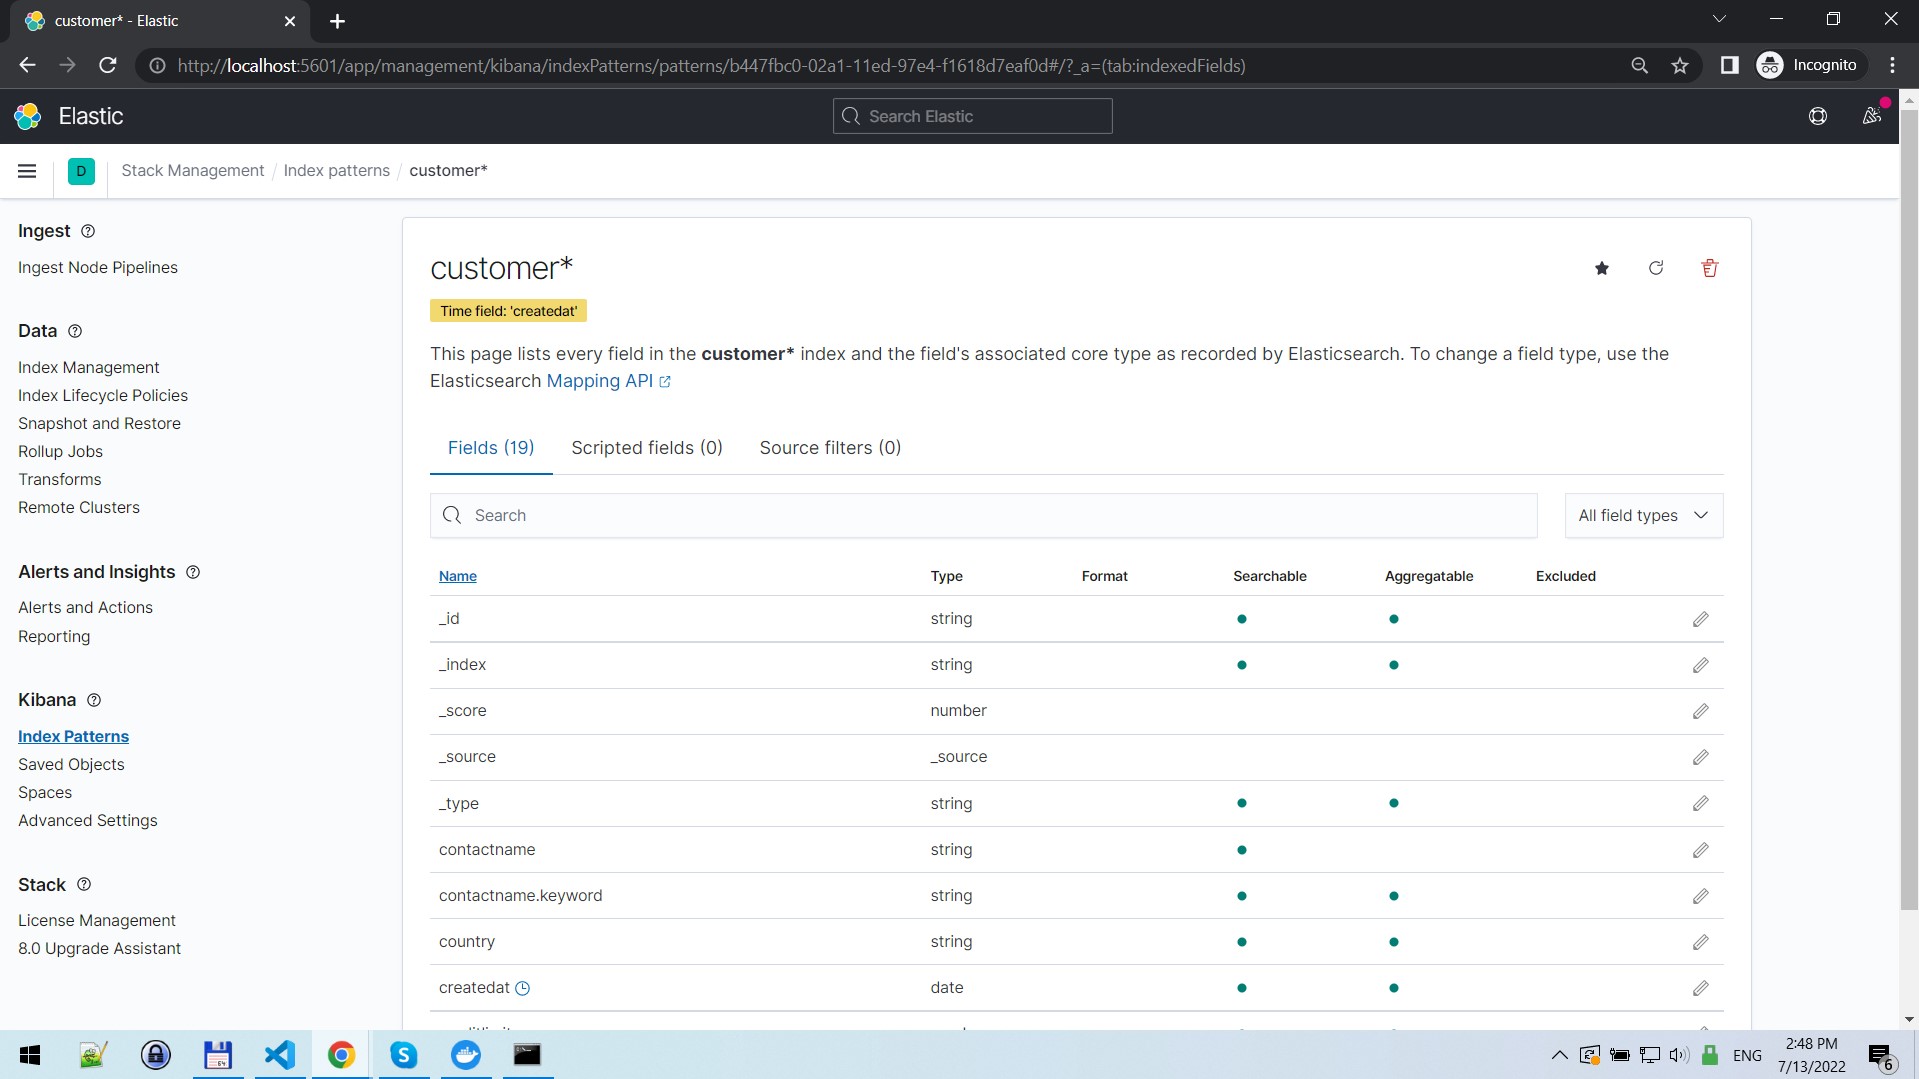 customer* - Elastic
http://localhost:5601/app/management/kibana/indexPatterns/patterns/b447fbc0-02a1-11ed-97e4-f1618d7eaf0d#/?_a=(tab:indexedFields)
Incognito
Elastic
Search Elastic
D
Stack Management / Index patterns / customer*
Ingest
Ingest Node Pipelines
Data
Index Management
Index Lifecycle Policies
Snapshot and Restore
Rollup Jobs
Transforms
Remote Clusters
Alerts and Insights
Alerts and Actions
Reporting
Kibana
Index Patterns
Saved Objects
Spaces
Advanced Settings
Stack
License Management
8.0 Upgrade Assistant
customer*
Time field: 'createdat'
This page lists every field in the customer* index and the field's associated core type as recorded by Elasticsearch. To change a field type, use the
Elasticsearch Mapping API
Fields (19) Scripted fields (0) Source filters (0)
Search
All field types
Name Type Format Searchable Aggregatable Excluded
_id string
_index string
_score number
_source _source
_type string
contactname string
contactname.keyword string
country string
createdat date
64
S
ENG
2:48 PM
7/13/2022
6